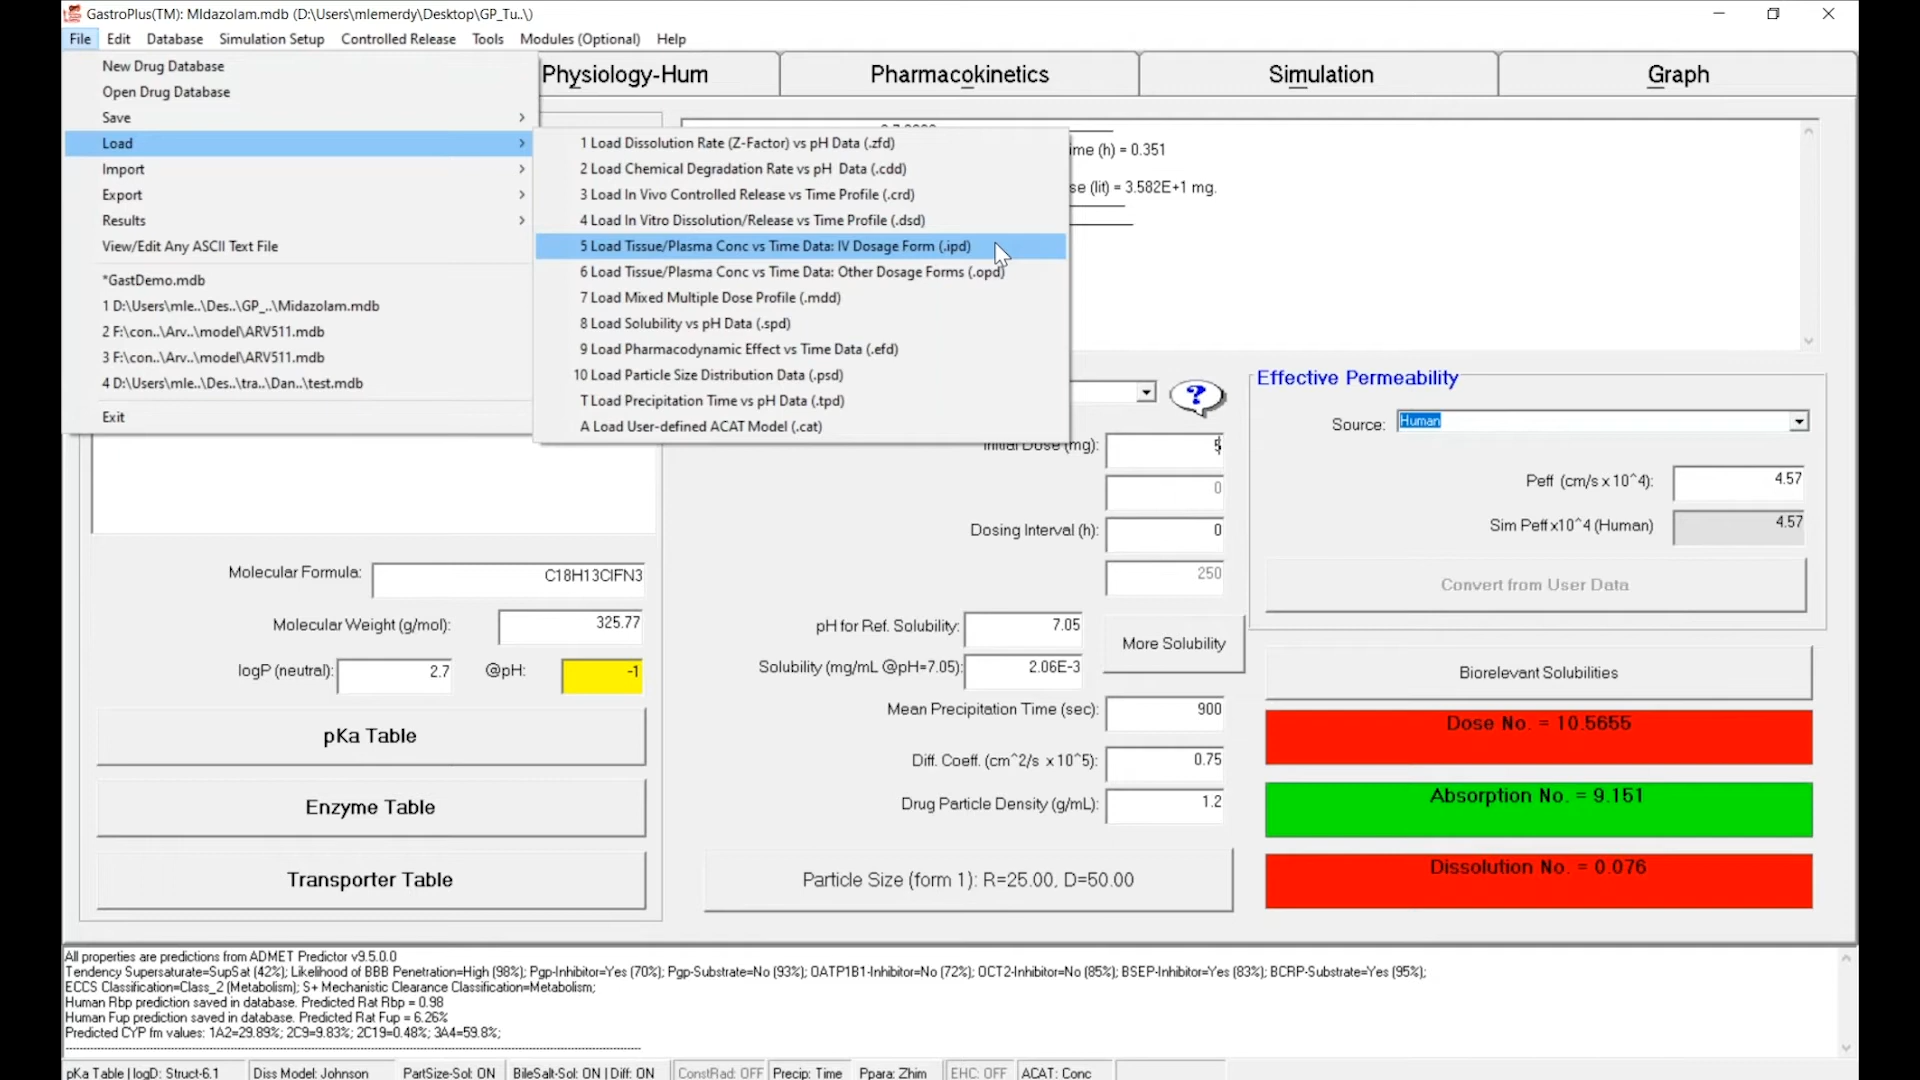 GastroPlus(TM): MIdazolam.mdb (D:\Users\mlemerdy\Desktop\GP_Tu..\)
File Edit Database Simulation Setup Controlled Release Tools Modules (Optional) Help
Physiology-Hum Pharmacokinetics Simulation Graph
New Drug Database
Open Drug Database
Save
Load
Import
Export
Results
View/Edit Any ASCII Text File
*GastDemo.mdb
1 D:\Users\mle..\Des..\GP_..\Midazolam.mdb
2 F:\con..\Arv..\model\ARV511.mdb
3 F:\con..\Arv..\model\ARV511.mdb
4 D:\Users\mle..\Des..\tra..\Dan..\test.mdb
Exit
1 Load Dissolution Rate (Z-Factor) vs pH Data (.zfd)
2 Load Chemical Degradation Rate vs pH Data (.cdd)
3 Load In Vivo Controlled Release vs Time Profile (.crd)
4 Load In Vitro Dissolution/Release vs Time Profile (.dsd)
5 Load Tissue/Plasma Conc vs Time Data: IV Dosage Form (.ipd)
6 Load Tissue/Plasma Conc vs Time Data: Other Dosage Forms (.opd)
7 Load Mixed Multiple Dose Profile (.mdd)
8 Load Solubility vs pH Data (.spd)
9 Load Pharmacodynamic Effect vs Time Data (.efd)
10 Load Particle Size Distribution Data (.psd)
T Load Precipitation Time vs pH Data (.tpd)
A Load User-defined ACAT Model (.cat)
ime (h) = 0.351
se (lit) = 3.582E+1 mg.
Initial Dose (mg): 5
0
Dosing Interval (h): 0
250
pH for Ref. Solubility: 7.05
Solubility (mg/mL @pH=7.05): 2.06E-3
More Solubility
Mean Precipitation Time (sec): 900
Diff. Coeff. (cm^2/s x 10^5): 0.75
Drug Particle Density (g/mL): 1.2
Particle Size (form 1): R=25.00, D=50.00
Effective Permeability
Source: Human
Peff (cm/s x 10^4): 4.57
Sim Peff x10^4 (Human) 4.57
Convert from User Data
Biorelevant Solubilities
Dose No. = 10.5655
Absorption No. = 9.151
Dissolution No. = 0.076
Molecular Formula: C18H13ClFN3
Molecular Weight (g/mol): 325.77
logP (neutral): 2.7 @pH: -1
pKa Table
Enzyme Table
Transporter Table
All properties are predictions from ADMET Predictor v9.5.0.0
Tendency Supersaturate=SupSat (42%); Likelihood of BBB Penetration=High (98%); Pgp-Inhibitor=Yes (70%); Pgp-Substrate=No (93%); OATP1B1-Inhibitor=No (72%); OCT2-Inhibitor=No (85%); BSEP-Inhibitor=Yes (83%); BCRP-Substrate=Yes (95%);
ECCS Classification=Class_2 (Metabolism); S+ Mechanistic Clearance Classification=Metabolism;
Human Rbp prediction saved in database. Predicted Rat Rbp = 0.98
Human Fup prediction saved in database. Predicted Rat Fup = 6.26%
Predicted CYP fm values: 1A2=29.89%; 2C9=9.83%; 2C19=0.48%; 3A4=59.8%;
pKa Table | logD: Struct-6.1 Diss Model: Johnson PartSize-Sol: ON BileSalt-Sol: ON | Diff: ON ConstRad: OFF Precip: Time Ppara: Zhim EHC: OFF ACAT: Conc